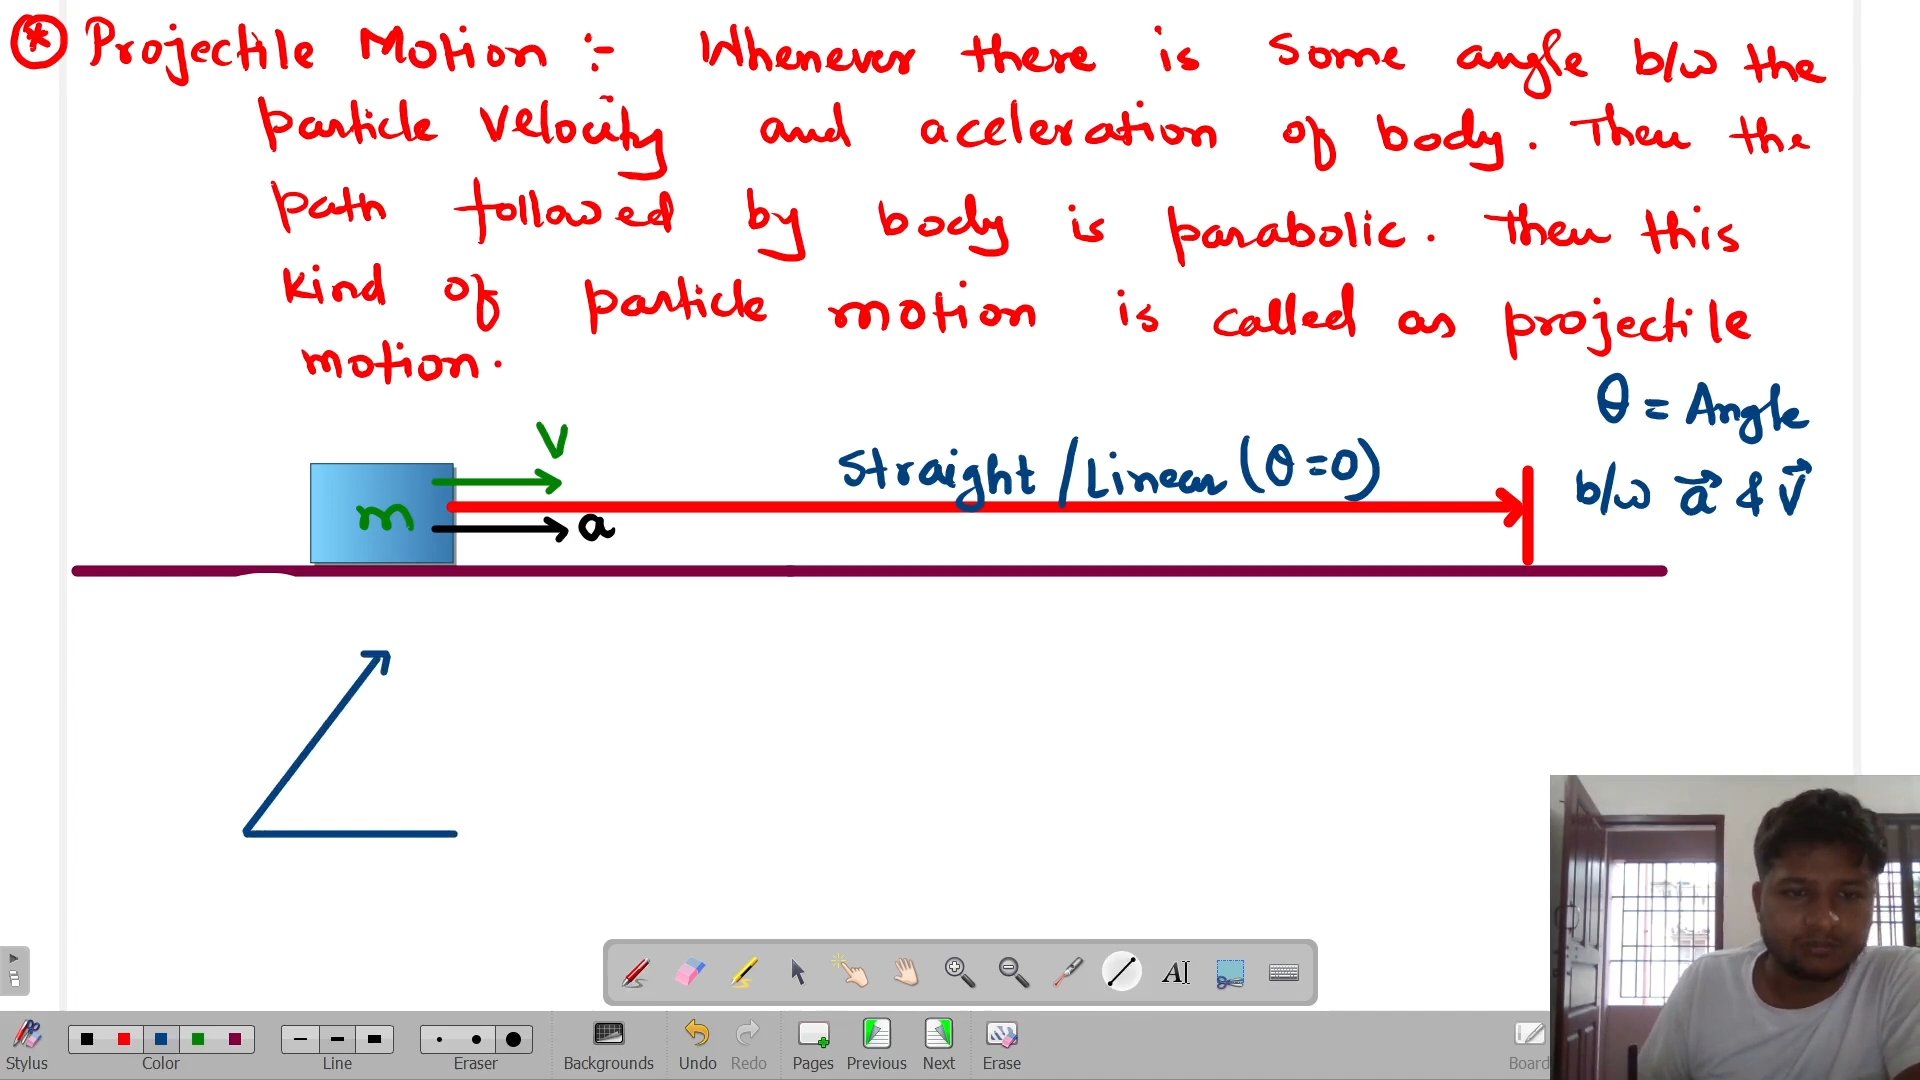 * Projectile Motion :- Whenever there is some angle b/w the
particle velocity and aceleration of body. Then the
path followed by body is parabolic. Then this
kind of particle motion is called as projectile
motion.
θ = Angle
b/w a⃗ & v⃗
V
Straight / Linear (θ=0)
m
a
Stylus
Color
Line
Eraser
Backgrounds
Undo
Redo
Pages
Previous
Next
Erase
Board
AI